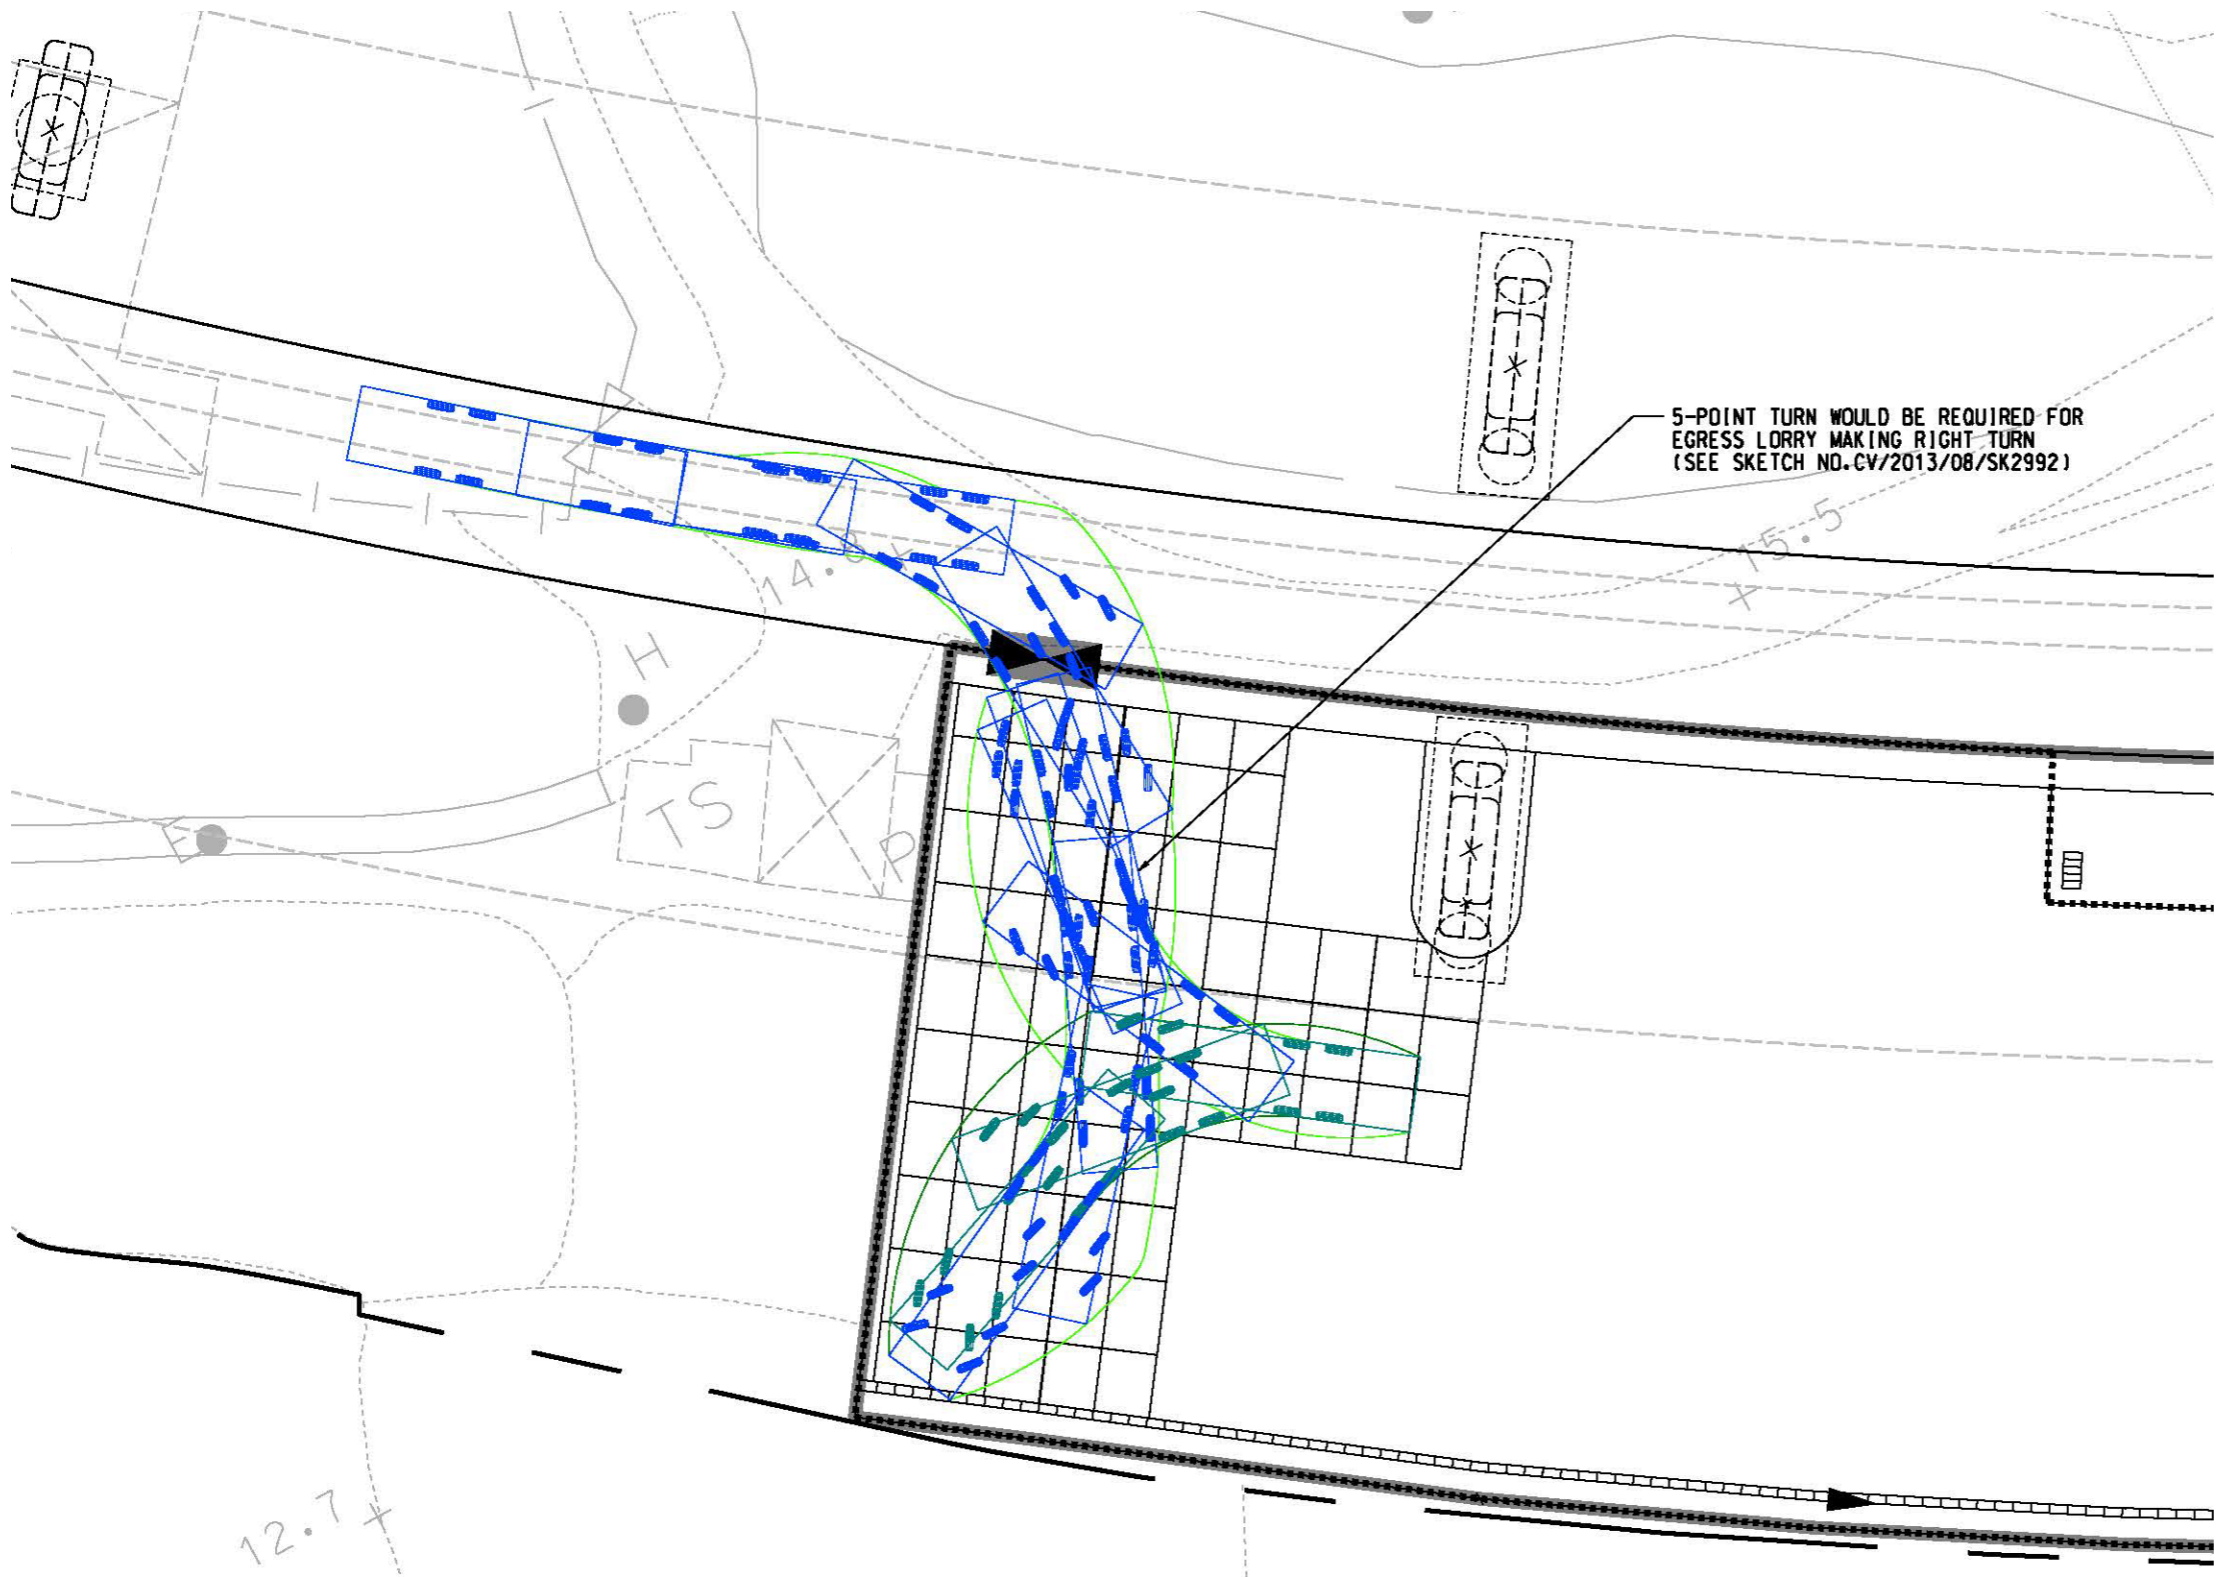 5-POINT TURN WOULD BE REQUIRED FOR
EGRESS LORRY MAKING RIGHT TURN
(SEE SKETCH NO.CV/2013/08/SK2992)
15.5
14.8
H
TS
E
P
12.7